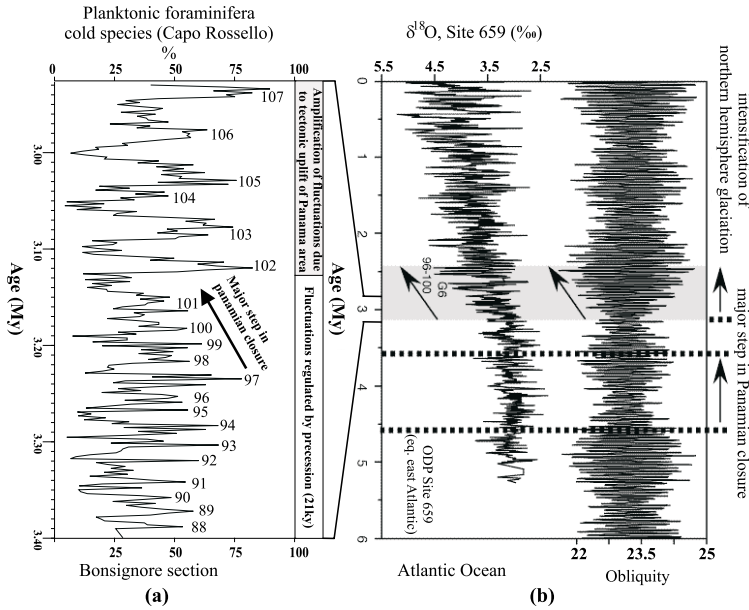 Planktonic foraminifera
cold species (Capo Rossello)
%
0 25 50 75 100
107
106
105
104
103
102
101
100
99
98
97
96
95
94
93
92
91
90
89
88
3.00
3.10
3.20
3.30
3.40
Age (My)
Major step in
panamian closure
Amplification of fluctuations due
to tectonic uplift of Panama area
Fluctuations regulated by precession (21ky)
25 50 75 100
Bonsignore section
(a)
δ18O, Site 659 (‰)
5.5 4.5 3.5 2.5
Age (My)
0
1
2
3
4
5
6
G6
96-100
ODP Site 659
(eq. east Atlantic)
Atlantic Ocean
22 23.5 25
Obliquity
(b)
intensification of
northern hemisphere glaciation
major step in Panamian closure